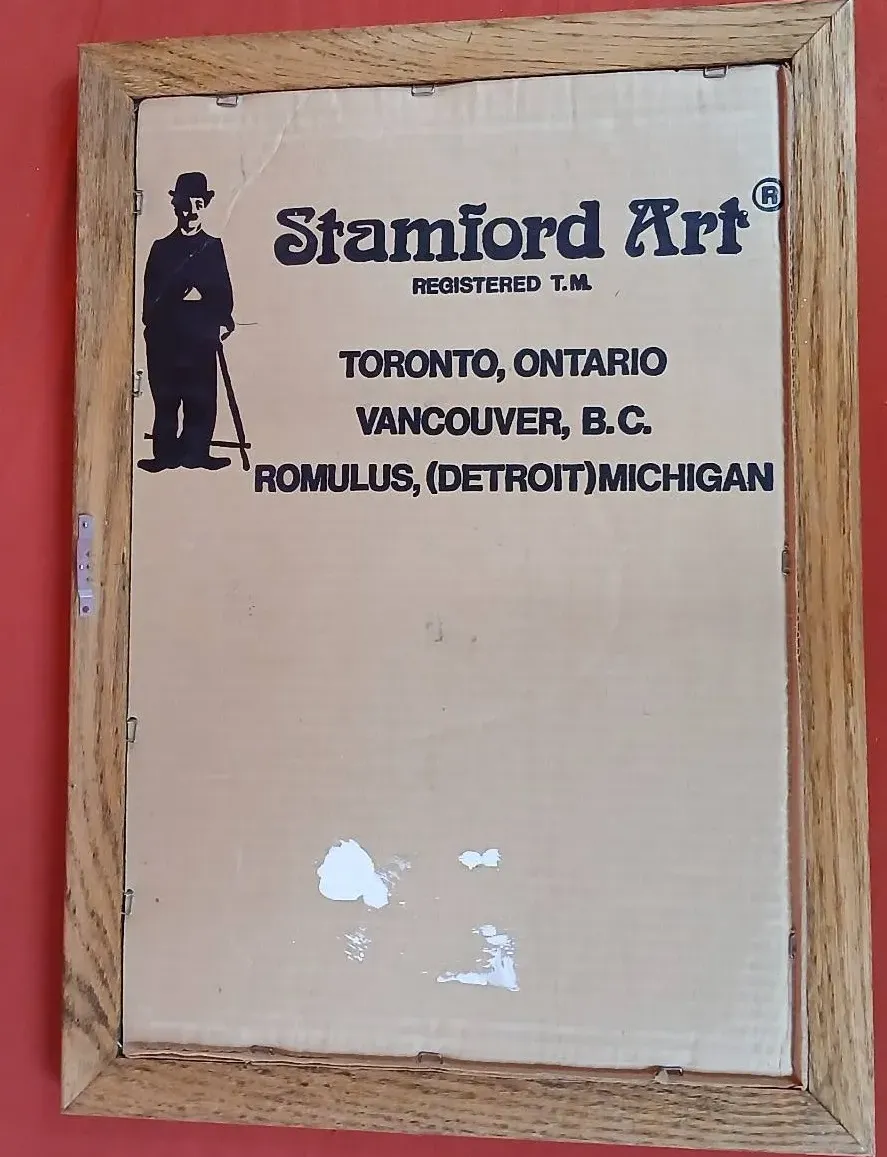 Stamford Art®
REGISTERED T.M.
TORONTO, ONTARIO
VANCOUVER, B.C.
ROMULUS, (DETROIT) MICHIGAN